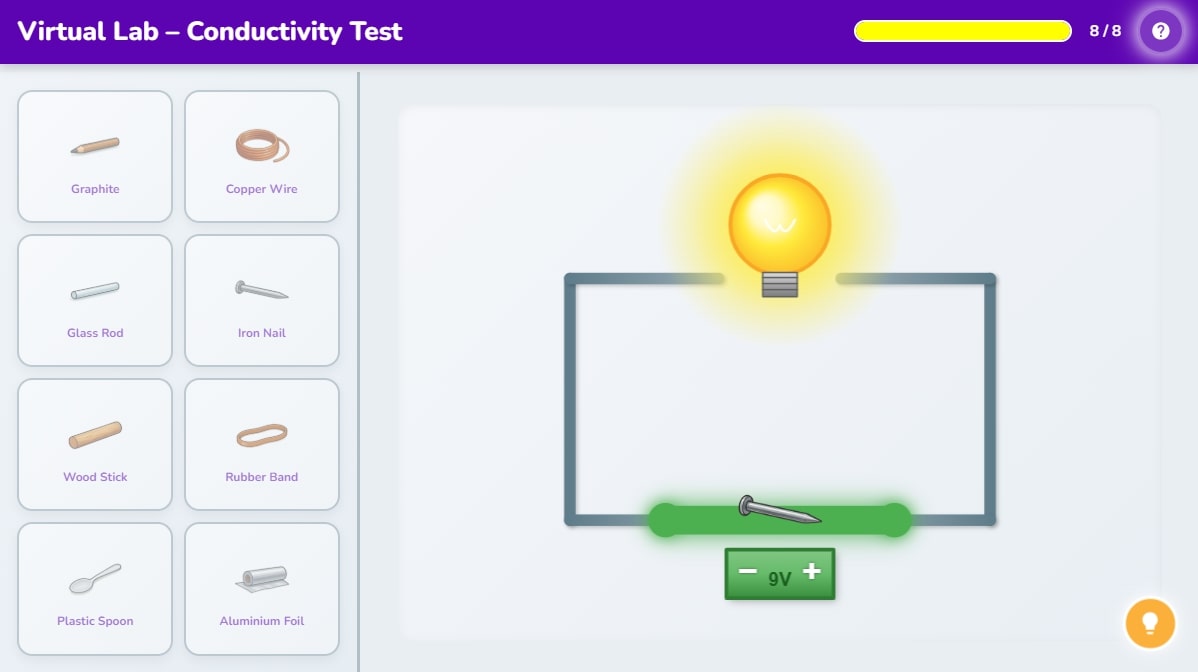 Virtual Lab – Conductivity Test
8 / 8
?
Graphite
Copper Wire
Glass Rod
Iron Nail
Wood Stick
Rubber Band
Plastic Spoon
Aluminium Foil
− 9V +